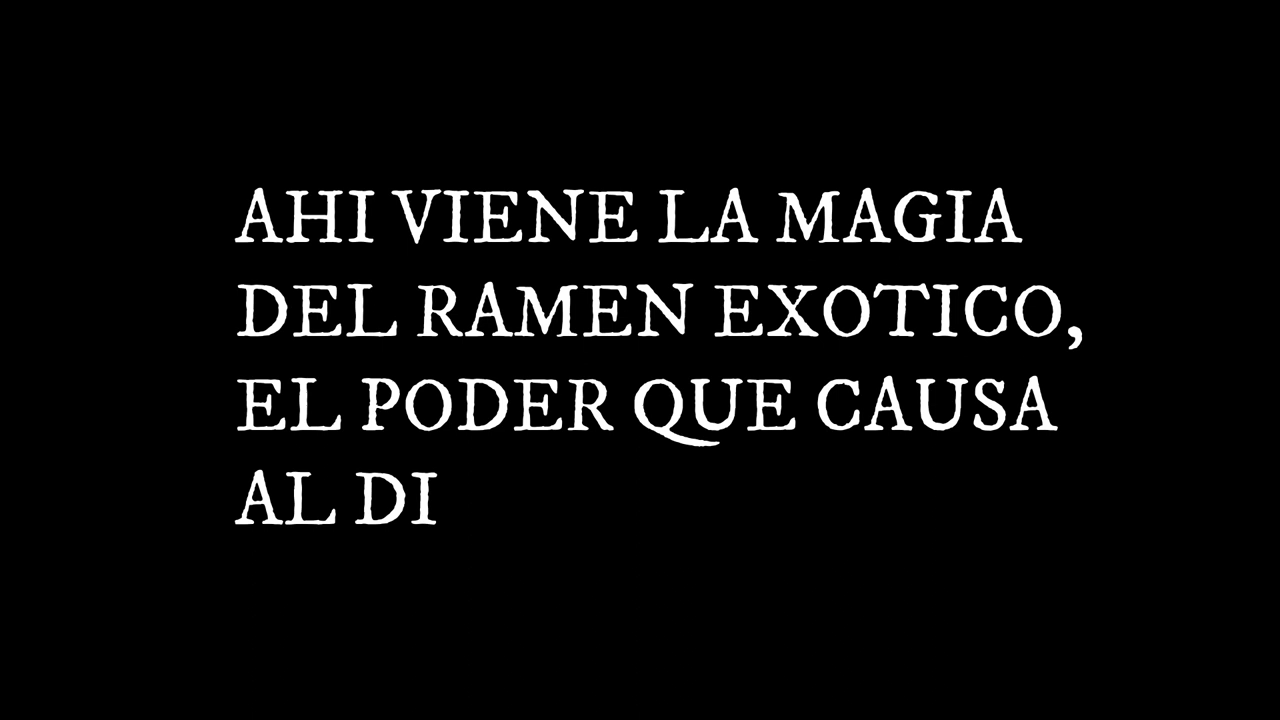 AHI VIENE LA MAGIA
DEL RAMEN EXOTICO,
EL PODER QUE CAUSA
AL DI